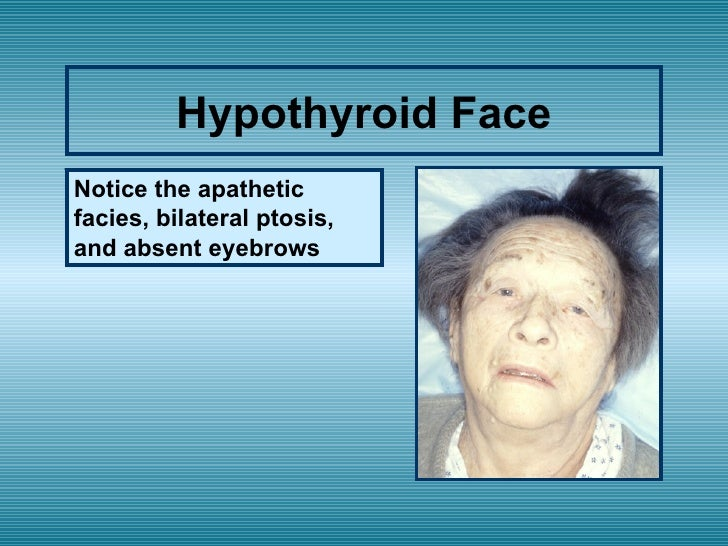 Hypothyroid Face
Notice the apathetic
facies, bilateral ptosis,
and absent eyebrows